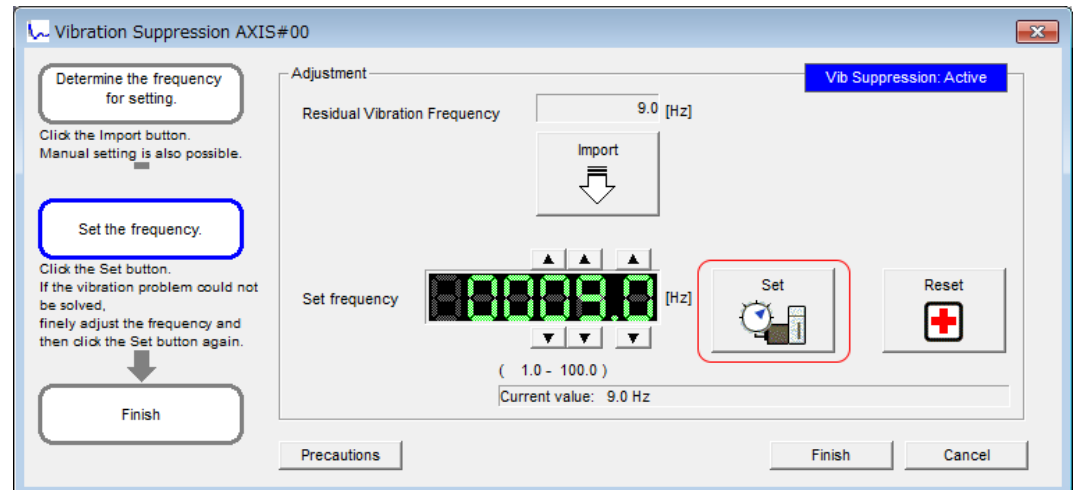 Vibration Suppression AXIS#00
Determine the frequency
for setting.
Click the Import button.
Manual setting is also possible.
Set the frequency.
Click the Set button.
If the vibration problem could not
be solved,
finely adjust the frequency and
then click the Set button again.
Finish
Adjustment
Vib Suppression: Active
Residual Vibration Frequency
9.0 [Hz]
Import
Set frequency
0009.0 [Hz]
Set
Reset
( 1.0 - 100.0 )
Current value: 9.0 Hz
Precautions
Finish
Cancel